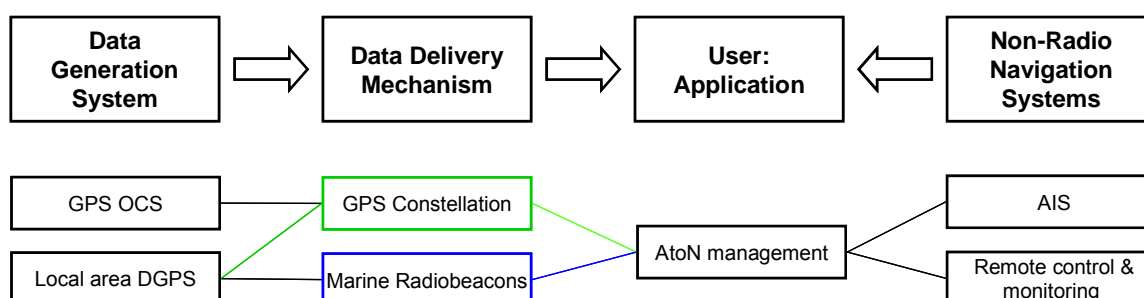 Data
Generation
System
Data Delivery
Mechanism
User:
Application
Non-Radio
Navigation
Systems
GPS OCS
GPS Constellation
AIS
Local area DGPS
Marine Radiobeacons
AtoN management
Remote control &
monitoring